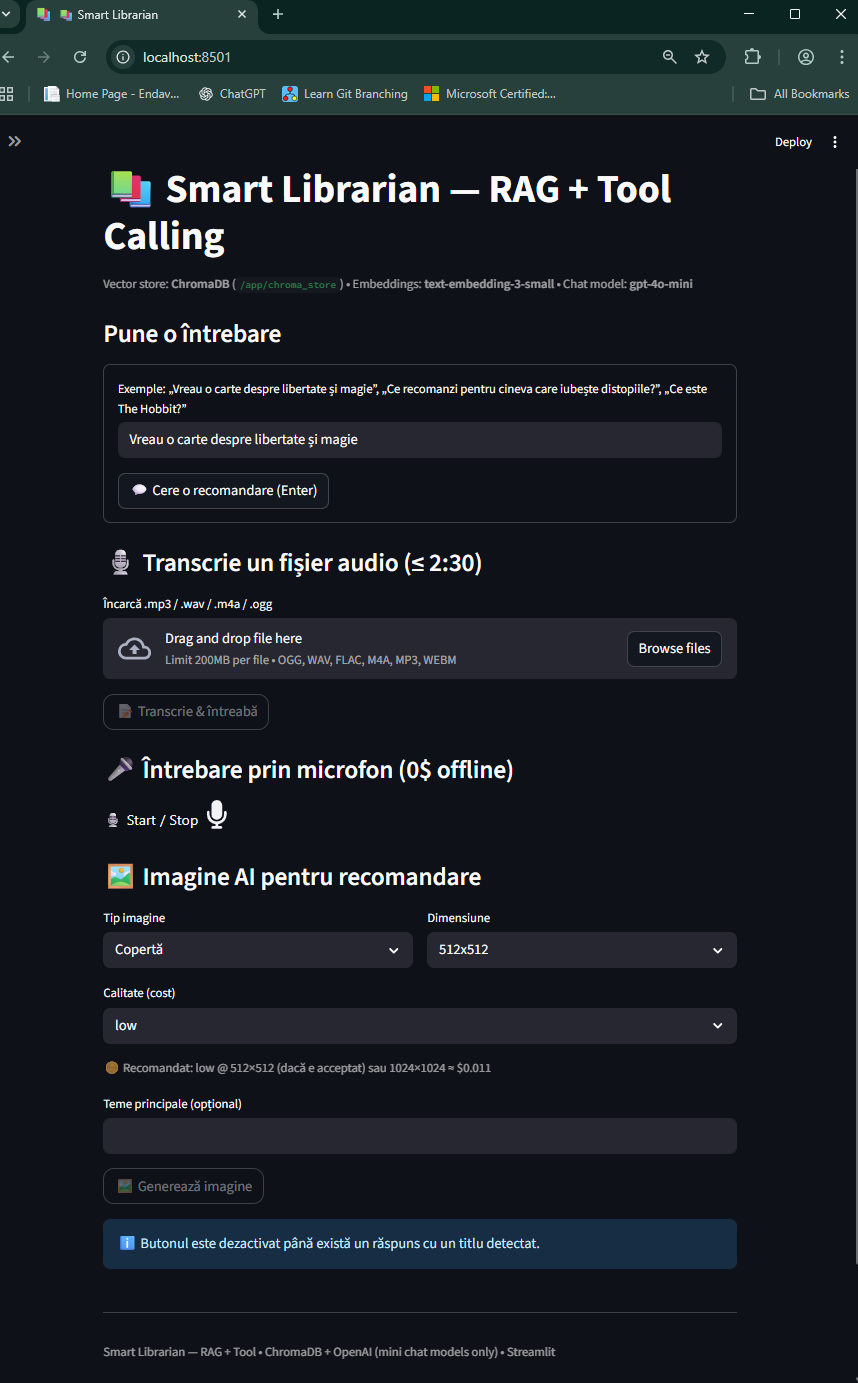 Smart Librarian
localhost:8501
Home Page - Endav...
ChatGPT
Learn Git Branching
Microsoft Certified:...
All Bookmarks
Deploy
Smart Librarian — RAG + Tool
Calling
Vector store: ChromaDB ( /app/chroma_store ) • Embeddings: text-embedding-3-small • Chat model: gpt-4o-mini
Pune o întrebare
Exemple: „Vreau o carte despre libertate și magie”, „Ce recomanzi pentru cineva care iubește distopiile?”, „Ce este
The Hobbit?”
Vreau o carte despre libertate și magie
Cere o recomandare (Enter)
Transcrie un fișier audio (≤ 2:30)
Încarcă .mp3 / .wav / .m4a / .ogg
Drag and drop file here
Limit 200MB per file • OGG, WAV, FLAC, M4A, MP3, WEBM
Browse files
Transcrie & întreabă
Întrebare prin microfon (0$ offline)
Start / Stop
Imagine AI pentru recomandare
Tip imagine
Dimensiune
Copertă
512x512
Calitate (cost)
low
Recomandat: low @ 512×512 (dacă e acceptat) sau 1024×1024 ≈ $0.011
Teme principale (opțional)
Generează imagine
Butonul este dezactivat până există un răspuns cu un titlu detectat.
Smart Librarian — RAG + Tool • ChromaDB + OpenAI (mini chat models only) • Streamlit